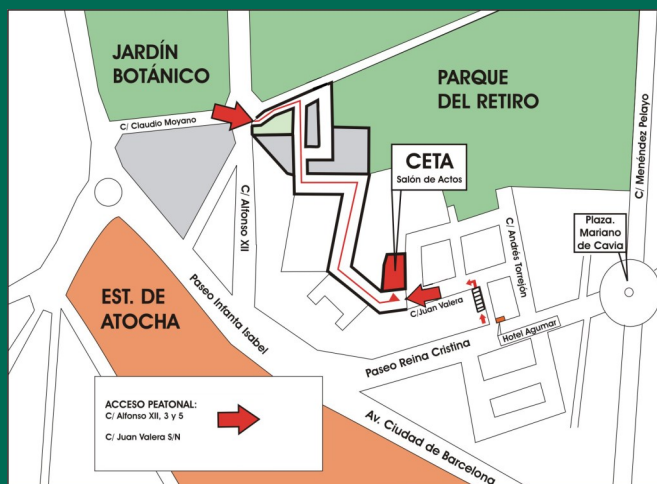 JARDÍN
BOTÁNICO
PARQUE
DEL RETIRO
C/ Claudio Moyano
C/ Menéndez Pelayo
CETA
Salón de Actos
C/ Alfonso XII
C/ Andrés Torrejón
Plaza.
Mariano
de Cavia
EST. DE
ATOCHA
Paseo Infanta Isabel
C/Juan Valera
Hotel Agumar
Paseo Reina Cristina
ACCESO PEATONAL:
C/ Alfonso XII, 3 y 5
C/ Juan Valera S/N
Av. Ciudad de Barcelona